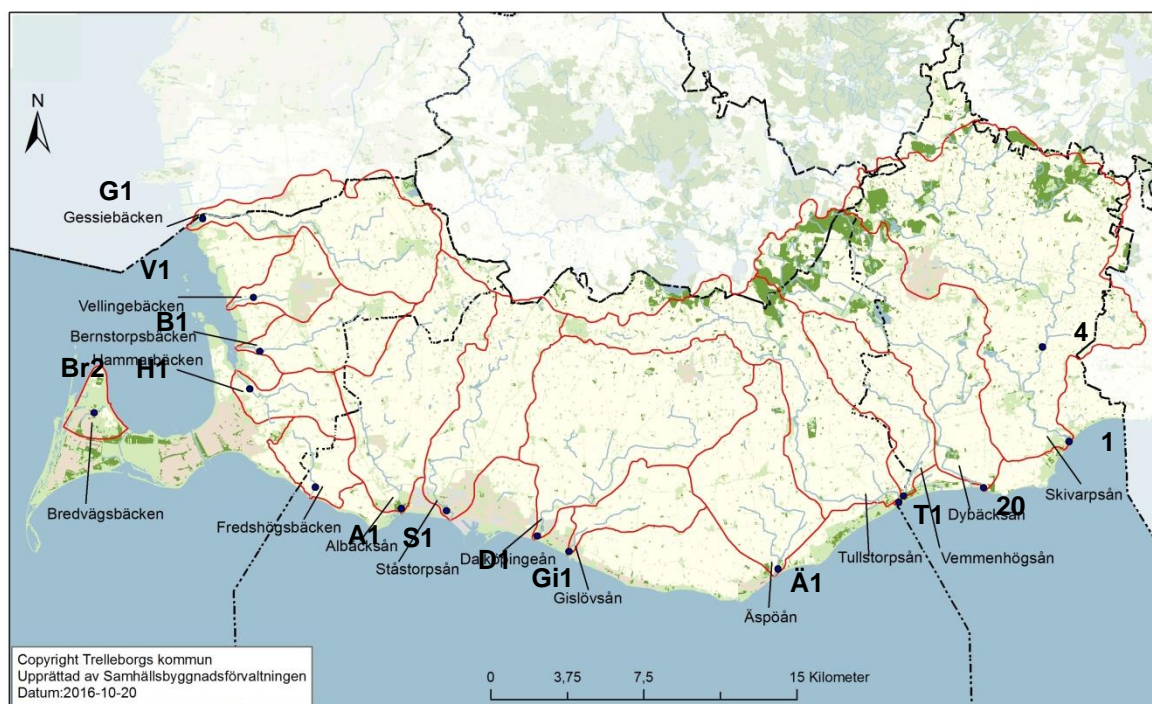 N
G1
Gessiebäcken
V1
Vellingebäcken
B1
Bernstorpsbäcken
Hammarbäcken
Br2
H1
4
1
Bredvägsbäcken
Fredshögsbäcken
A1
Albäcksån
S1
Ståstorpsån
D1
Dalköpingeån
Gi1
Gislövsån
Ä1
Äspöån
T1
Tullstorpsån
Vemmenhögsån
20
Dybäcksån
Skivarpsån
Copyright Trelleborgs kommun
Upprättad av Samhällsbyggnadsförvaltningen
Datum:2016-10-20
0 3,75 7,5 15 Kilometer